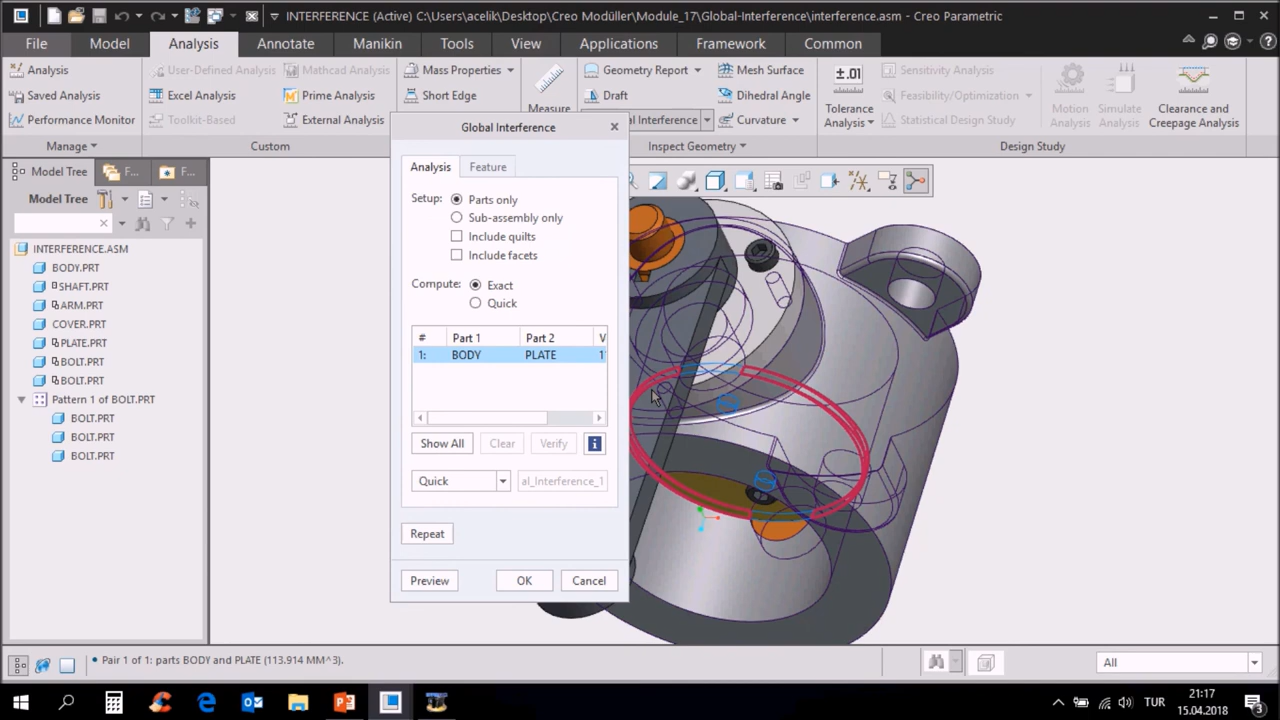 INTERFERENCE (Active) C:\Users\acelik\Desktop\Creo Modüller\Module_17\Global-Interference\interference.asm - Creo Parametric
File Model Analysis Annotate Manikin Tools View Applications Framework Common
Analysis User-Defined Analysis Mathcad Analysis Mass Properties Geometry Report Mesh Surface Sensitivity Analysis
Saved Analysis Excel Analysis Prime Analysis Short Edge Draft Dihedral Angle Feasibility/Optimization
Performance Monitor Toolkit-Based External Analysis Measure al Interference Curvature Statistical Design Study
±.01 Tolerance Analysis Motion Analysis Simulate Analysis Clearance and Creepage Analysis
Manage Custom Inspect Geometry Design Study
Global Interference
Analysis Feature
Setup: Parts only
Sub-assembly only
Include quilts
Include facets
Compute: Exact
Quick
# Part 1 Part 2 V
1: BODY PLATE 1
Show All Clear Verify
Quick al_Interference_1
Repeat
Preview OK Cancel
Model Tree F... F...
Model Tree
INTERFERENCE.ASM
BODY.PRT
SHAFT.PRT
ARM.PRT
COVER.PRT
PLATE.PRT
BOLT.PRT
BOLT.PRT
Pattern 1 of BOLT.PRT
BOLT.PRT
BOLT.PRT
BOLT.PRT
• Pair 1 of 1: parts BODY and PLATE (113.914 MM^3).
All
TUR
21:17
15.04.2018
3